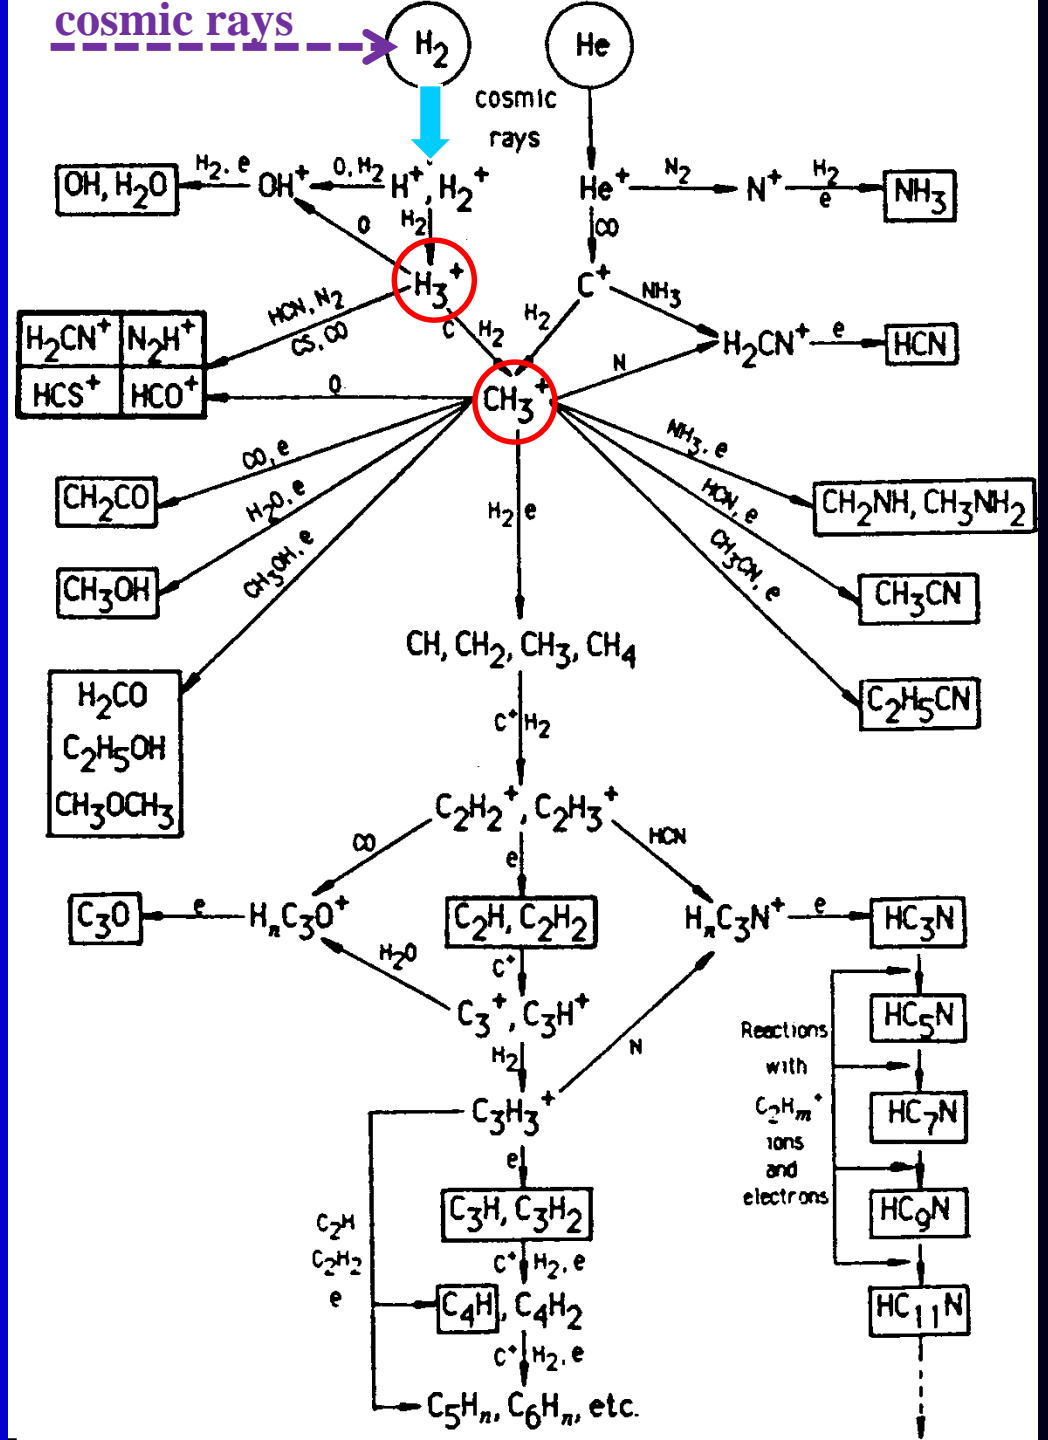 cosmic rays
H₂ He
cosmic
rays
H₂, e O, H₂ N₂ H₂
OH, H₂O OH⁺ H⁺, H₂⁺ He⁺ N⁺ e NH₃
O H₂ CO
H₃⁺ C⁺ NH₃
HCN, N₂
CS, CO C H₂ H₂
H₂CN⁺ N₂H⁺ N H₂CN⁺ e HCN
HCS⁺ HCO⁺ O CH₃⁺
CO, e NH₃, e
CH₂CO H₂O, e H₂ e HCN, e CH₂NH, CH₃NH₂
CH₃OH CH₃OH, e CH₃CN, e CH₃CN
CH, CH₂, CH₃, CH₄
H₂CO C₂H₅CN
C₂H₅OH C⁺ H₂
CH₃OCH₃ C₂H₂⁺, C₂H₃⁺
CO e HCN
C₃O e HₙC₃O⁺ C₂H, C₂H₂ HₙC₃N⁺ e HC₃N
H₂O C⁺
C₃⁺, C₃H⁺ HC₅N
Reactions
H₂ N with
C₃H₃⁺ C₂Hₘ⁺ HC₇N
ions
e and
C₃H, C₃H₂ electrons HC₉N
C₂H
C₂H₂ C⁺ H₂, e
e C₄H, C₄H₂ HC₁₁N
C⁺ H₂, e
C₅Hₙ, C₆Hₙ, etc.